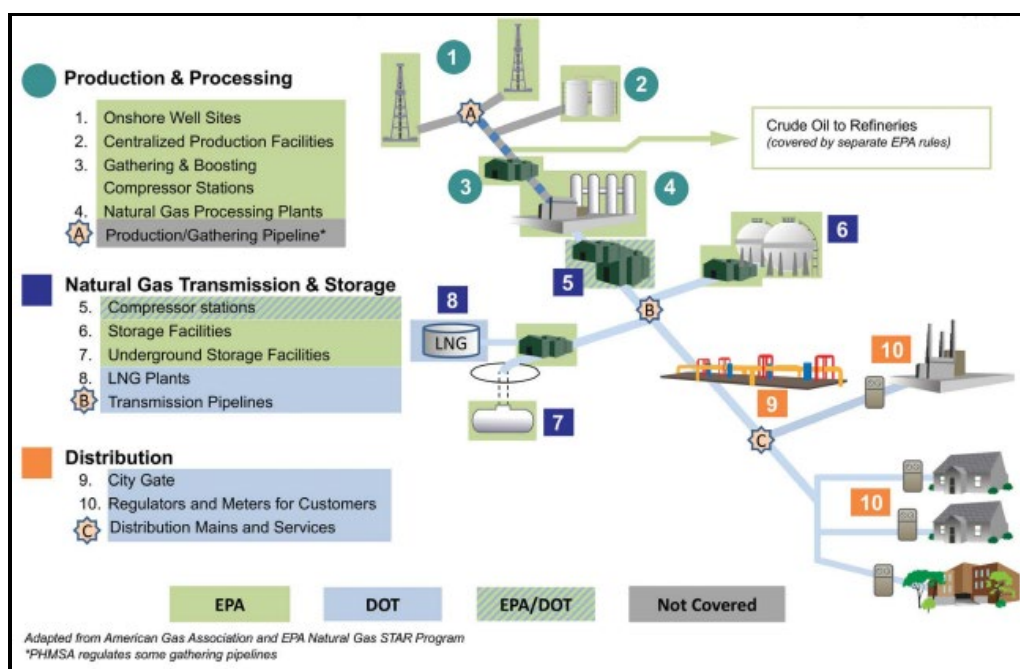 Production & Processing
1. Onshore Well Sites
2. Centralized Production Facilities
3. Gathering & Boosting
Compressor Stations
4. Natural Gas Processing Plants
A Production/Gathering Pipeline*
Natural Gas Transmission & Storage
5. Compressor stations
6. Storage Facilities
7. Underground Storage Facilities
8. LNG Plants
B Transmission Pipelines
Distribution
9. City Gate
10. Regulators and Meters for Customers
C Distribution Mains and Services
1
2
A
Crude Oil to Refineries
(covered by separate EPA rules)
3
4
6
5
8
B
LNG
10
9
7
C
10
EPA
DOT
EPA/DOT
Not Covered
Adapted from American Gas Association and EPA Natural Gas STAR Program
*PHMSA regulates some gathering pipelines